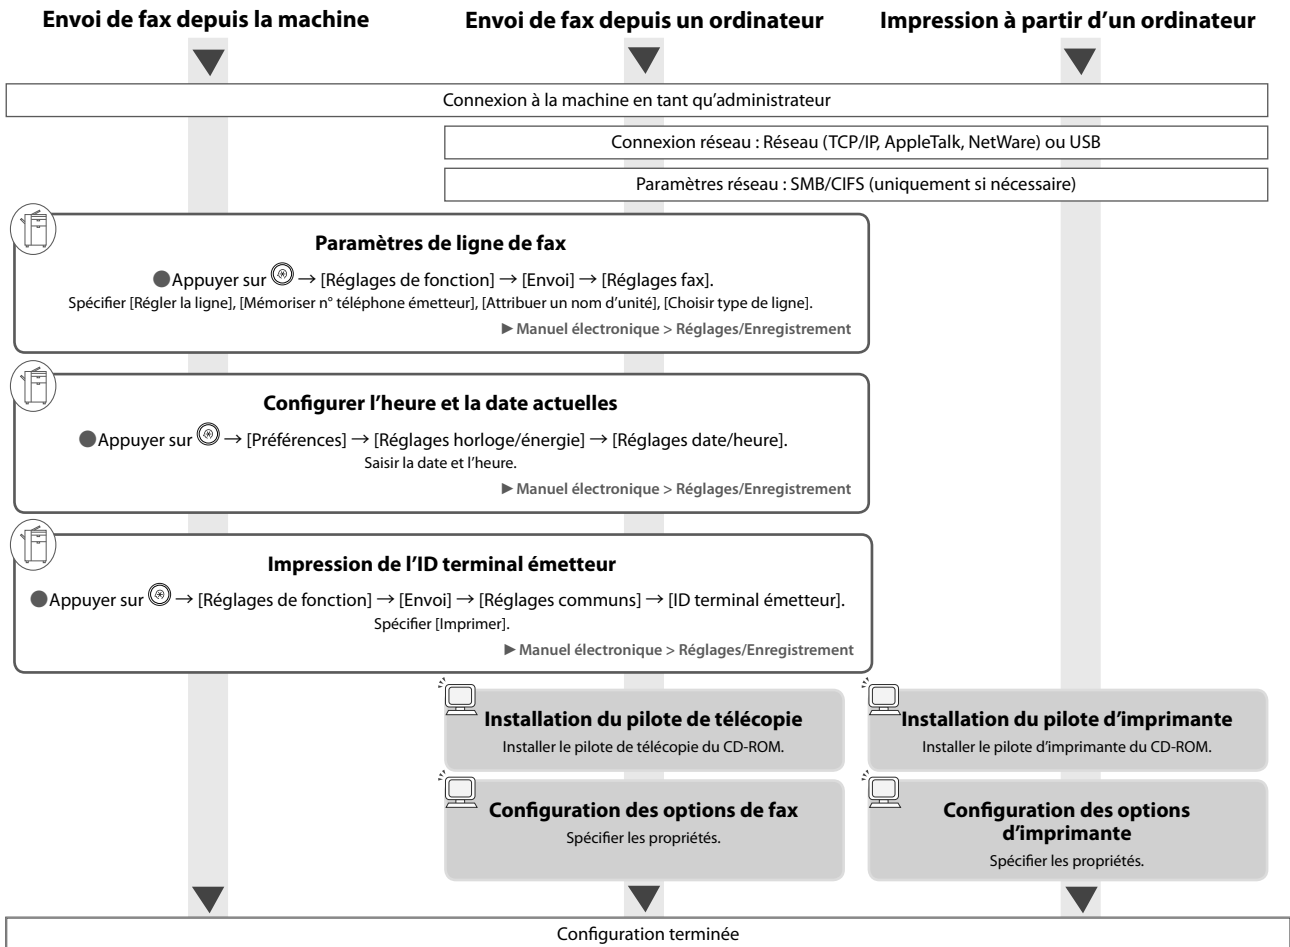 Envoi de fax depuis la machine
Envoi de fax depuis un ordinateur
Impression à partir d’un ordinateur
Connexion à la machine en tant qu’administrateur
Connexion réseau : Réseau (TCP/IP, AppleTalk, NetWare) ou USB
Paramètres réseau : SMB/CIFS (uniquement si nécessaire)
Paramètres de ligne de fax
●Appuyer sur → [Réglages de fonction] → [Envoi] → [Réglages fax].
Spécifier [Régler la ligne], [Mémoriser n° téléphone émetteur], [Attribuer un nom d’unité], [Choisir type de ligne].
►Manuel électronique > Réglages/Enregistrement
Configurer l’heure et la date actuelles
●Appuyer sur → [Préférences] → [Réglages horloge/énergie] → [Réglages date/heure].
Saisir la date et l’heure.
►Manuel électronique > Réglages/Enregistrement
Impression de l’ID terminal émetteur
●Appuyer sur → [Réglages de fonction] → [Envoi] → [Réglages communs] → [ID terminal émetteur].
Spécifier [Imprimer].
►Manuel électronique > Réglages/Enregistrement
Installation du pilote de télécopie
Installer le pilote de télécopie du CD-ROM.
Installation du pilote d’imprimante
Installer le pilote d’imprimante du CD-ROM.
Configuration des options de fax
Spécifier les propriétés.
Configuration des options
d’imprimante
Spécifier les propriétés.
Configuration terminée